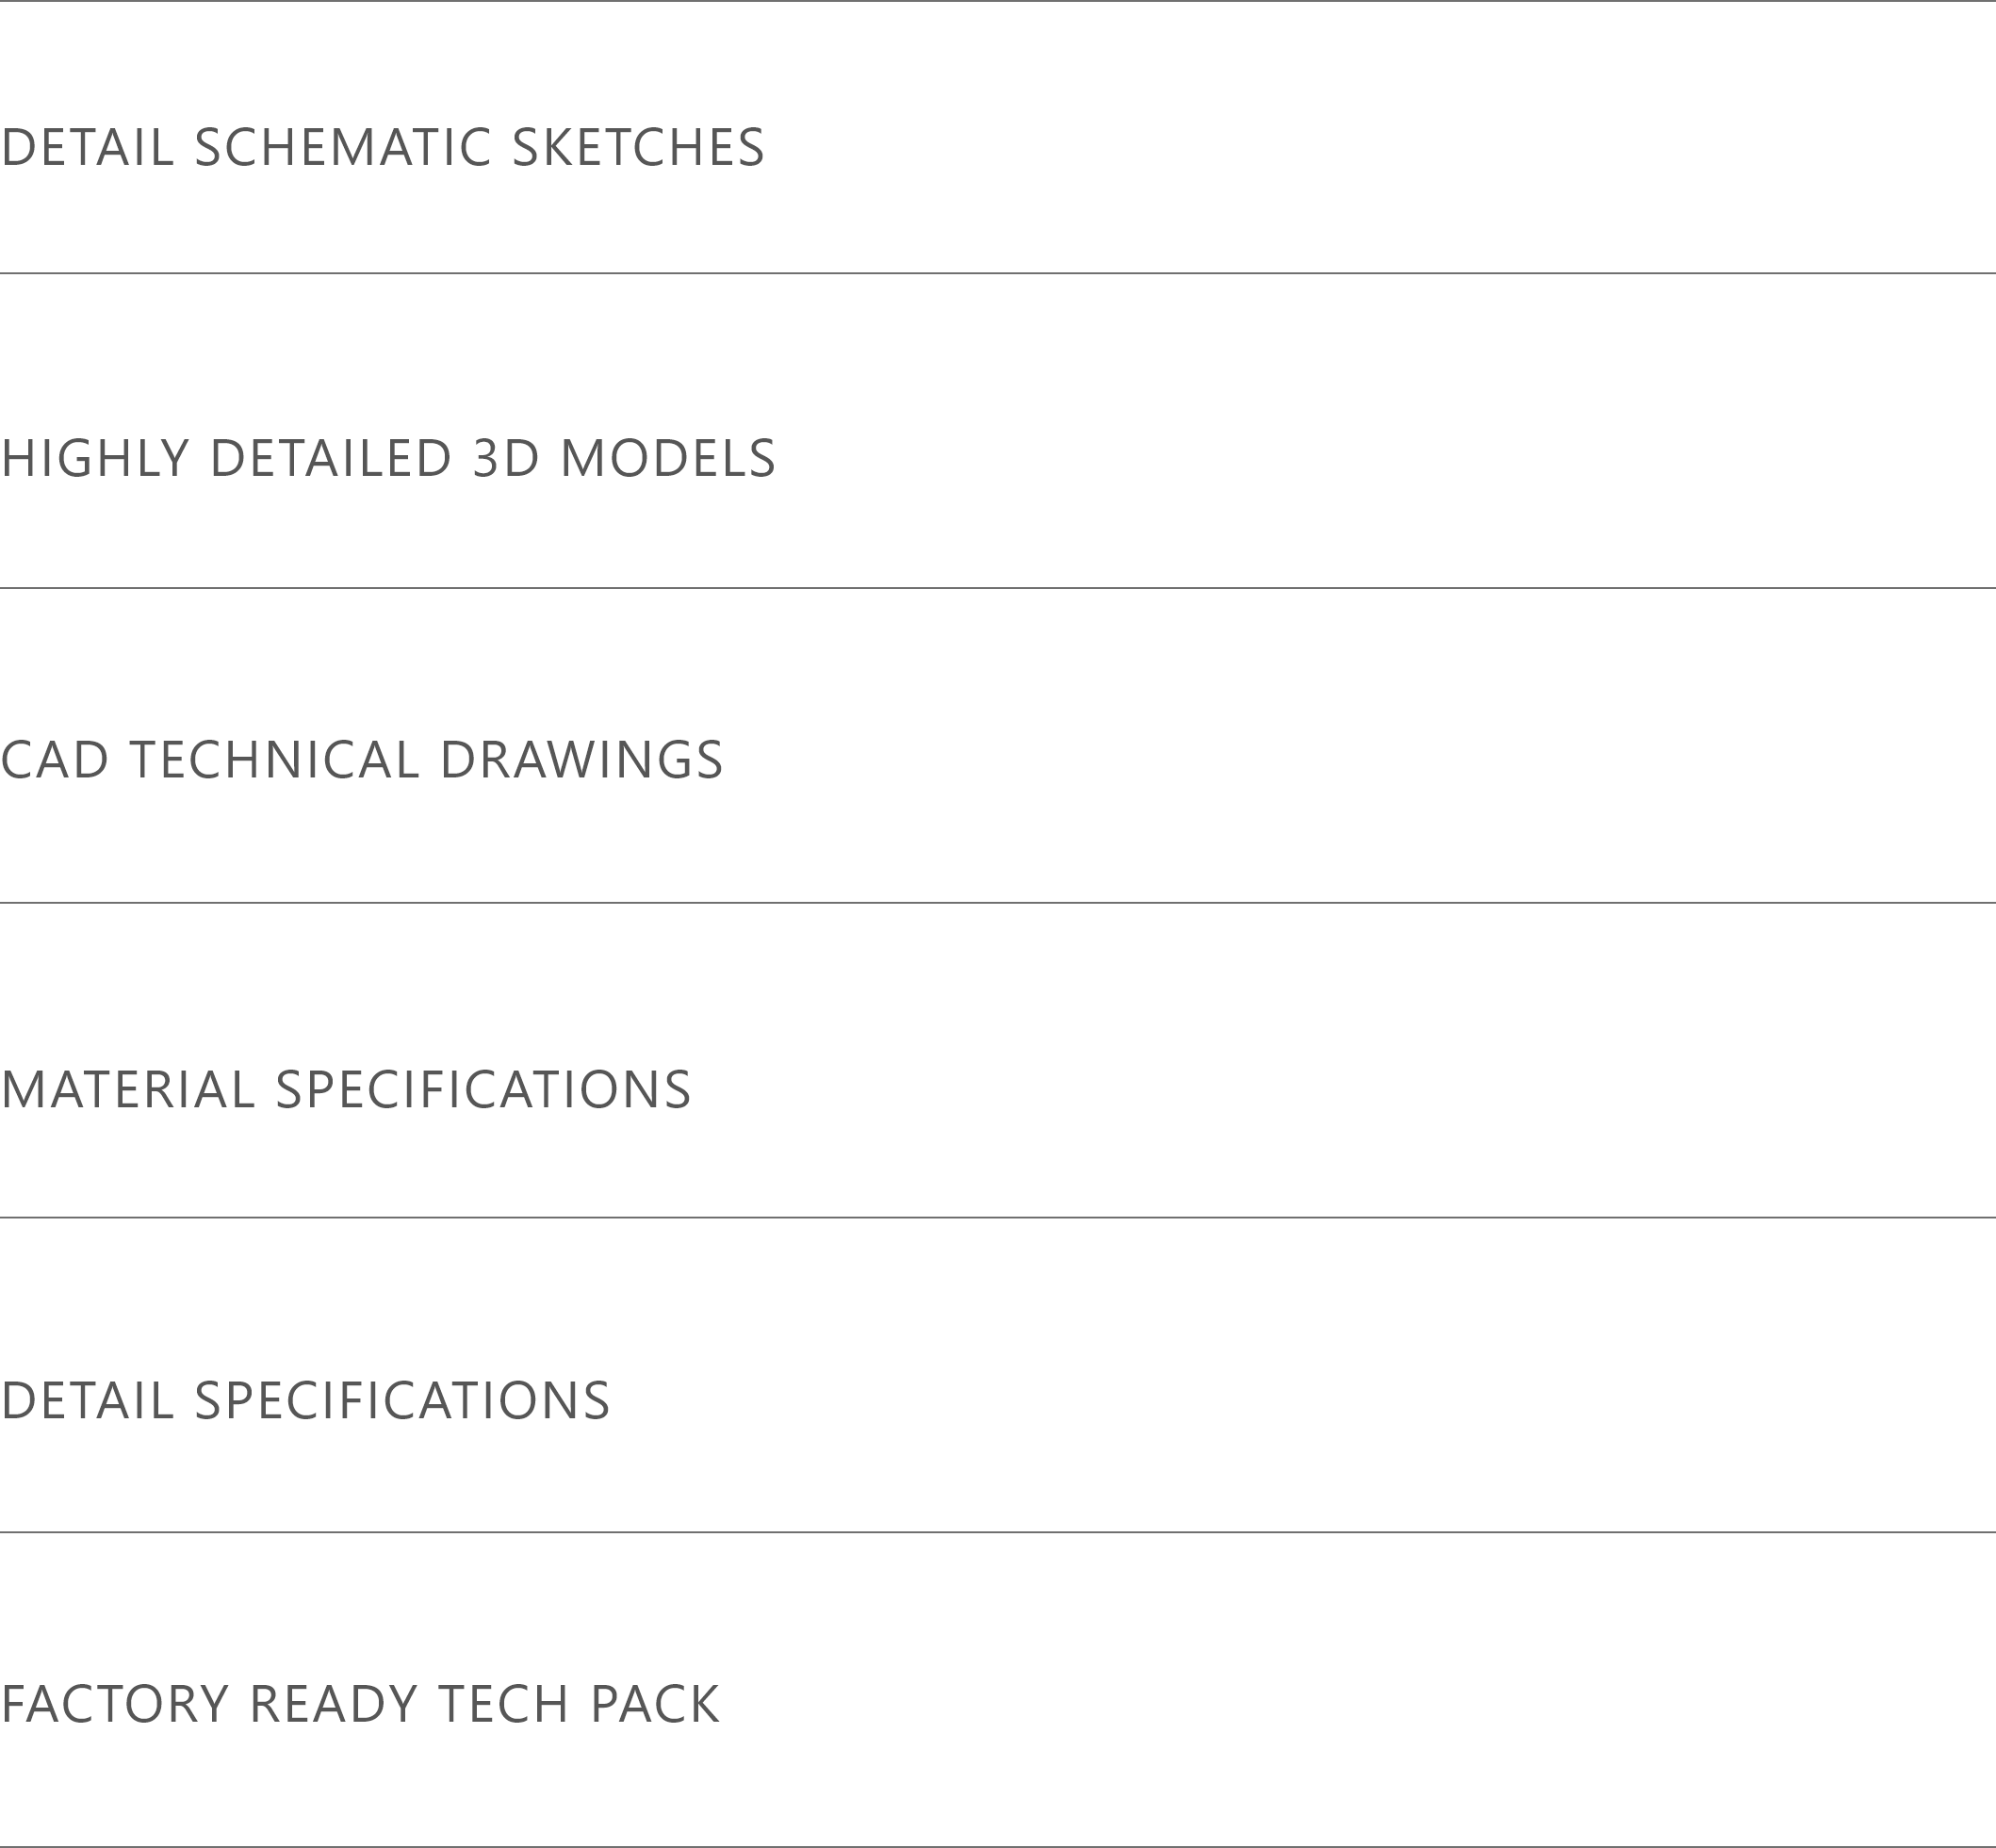 DETAIL SCHEMATIC SKETCHES
HIGHLY DETAILED 3D MODELS
CAD TECHNICAL DRAWINGS
MATERIAL SPECIFICATIONS
DETAIL SPECIFICATIONS
FACTORY READY TECH PACK